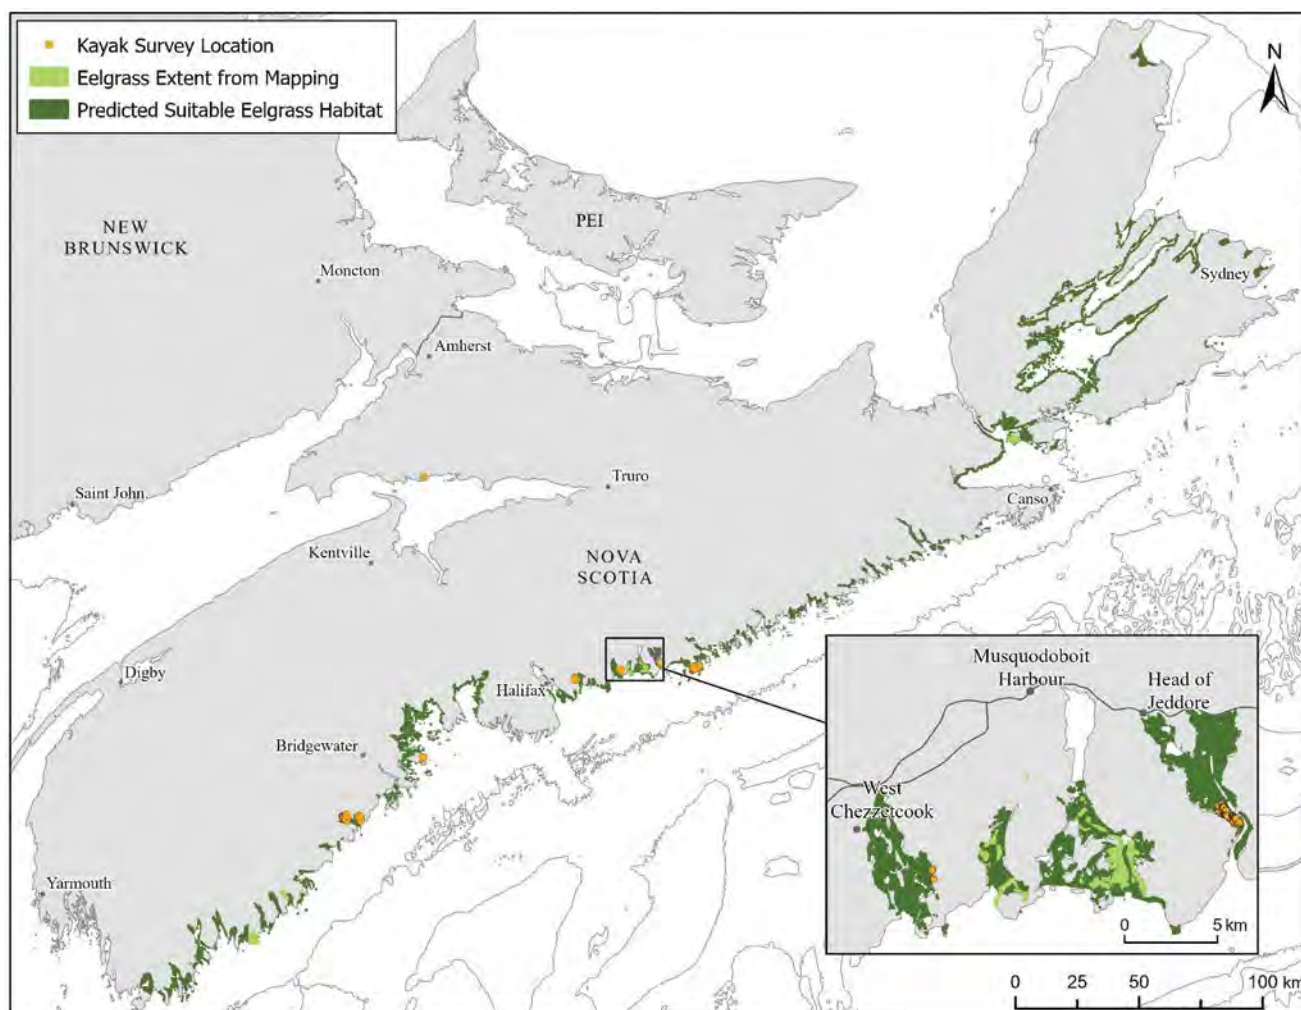 Kayak Survey Location
Eelgrass Extent from Mapping
Predicted Suitable Eelgrass Habitat
N
NEW
BRUNSWICK
PEI
Moncton
Sydney
Amherst
Saint John
Truro
Canso
Kentville
NOVA
SCOTIA
Digby
Halifax
Bridgewater
Yarmouth
Musquodoboit
Harbour
Head of
Jeddore
West
Chezzetcook
0 5 km
0 25 50 100 km